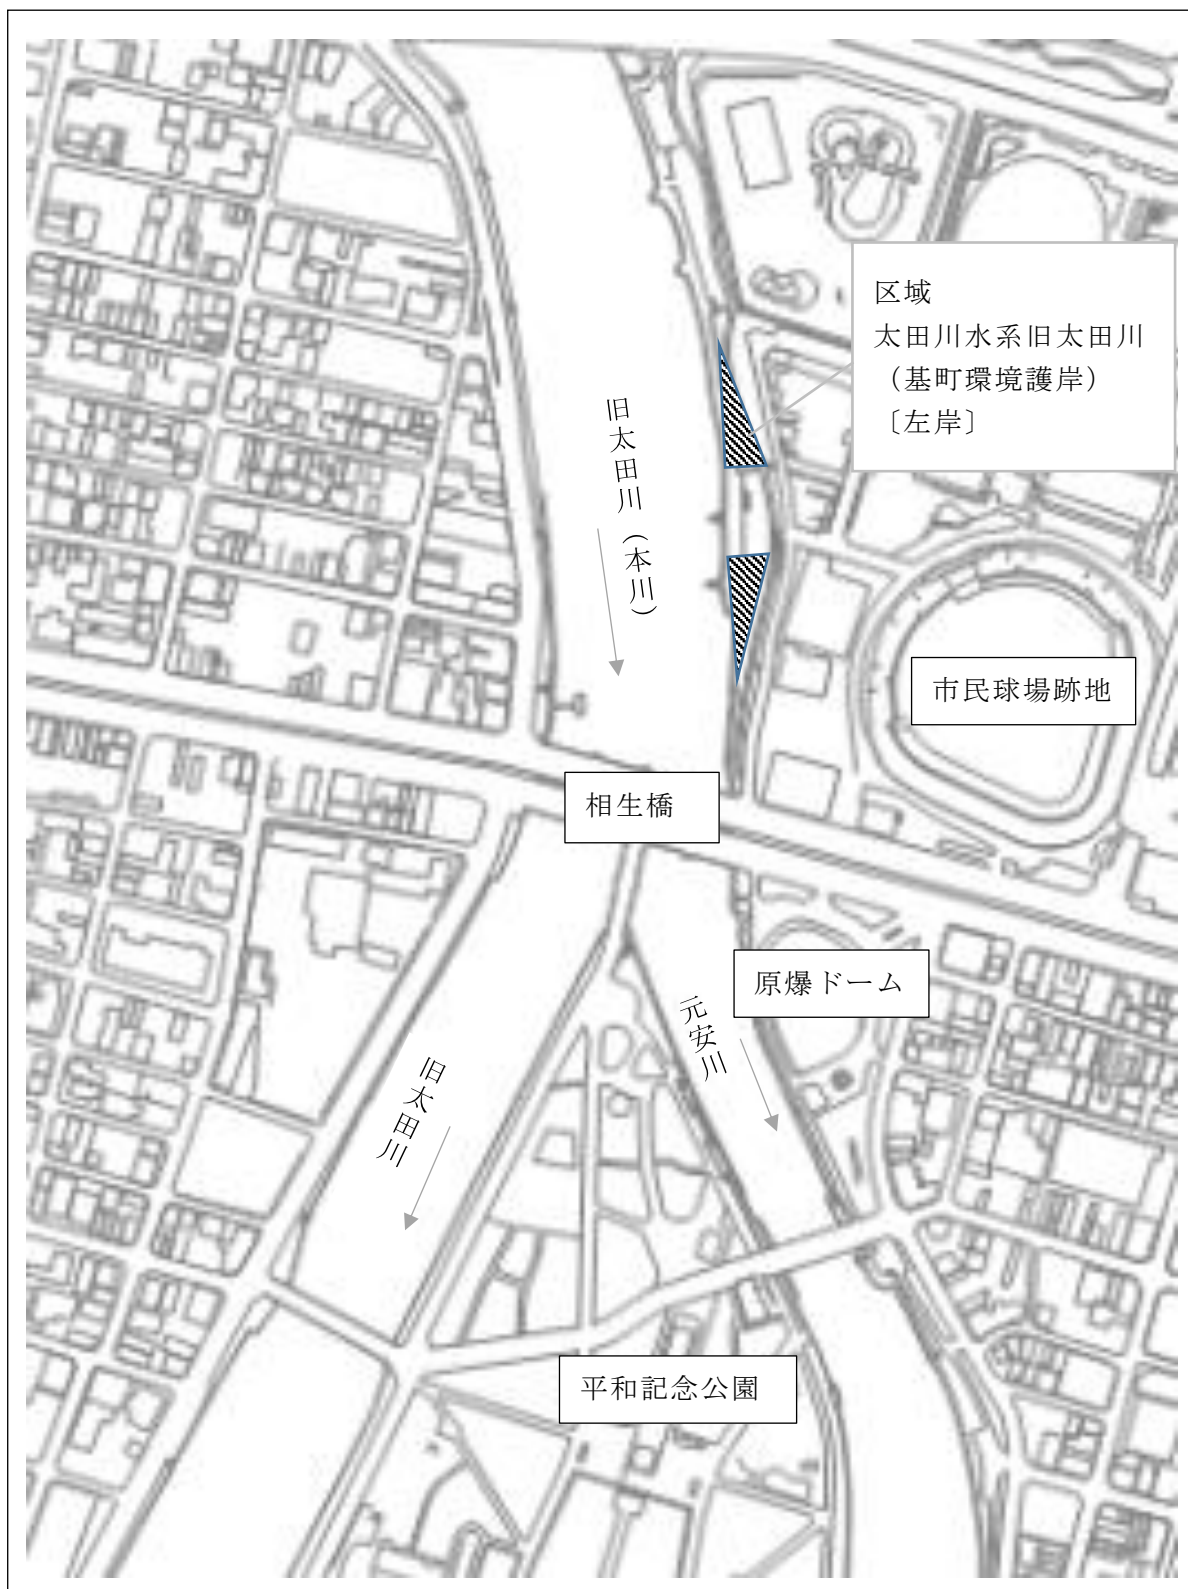 区域
太田川水系旧太田川
（基町環境護岸）
〔左岸〕
旧太田川（本川）
市民球場跡地
相生橋
原爆ドーム
元安川
旧太田川
平和記念公園